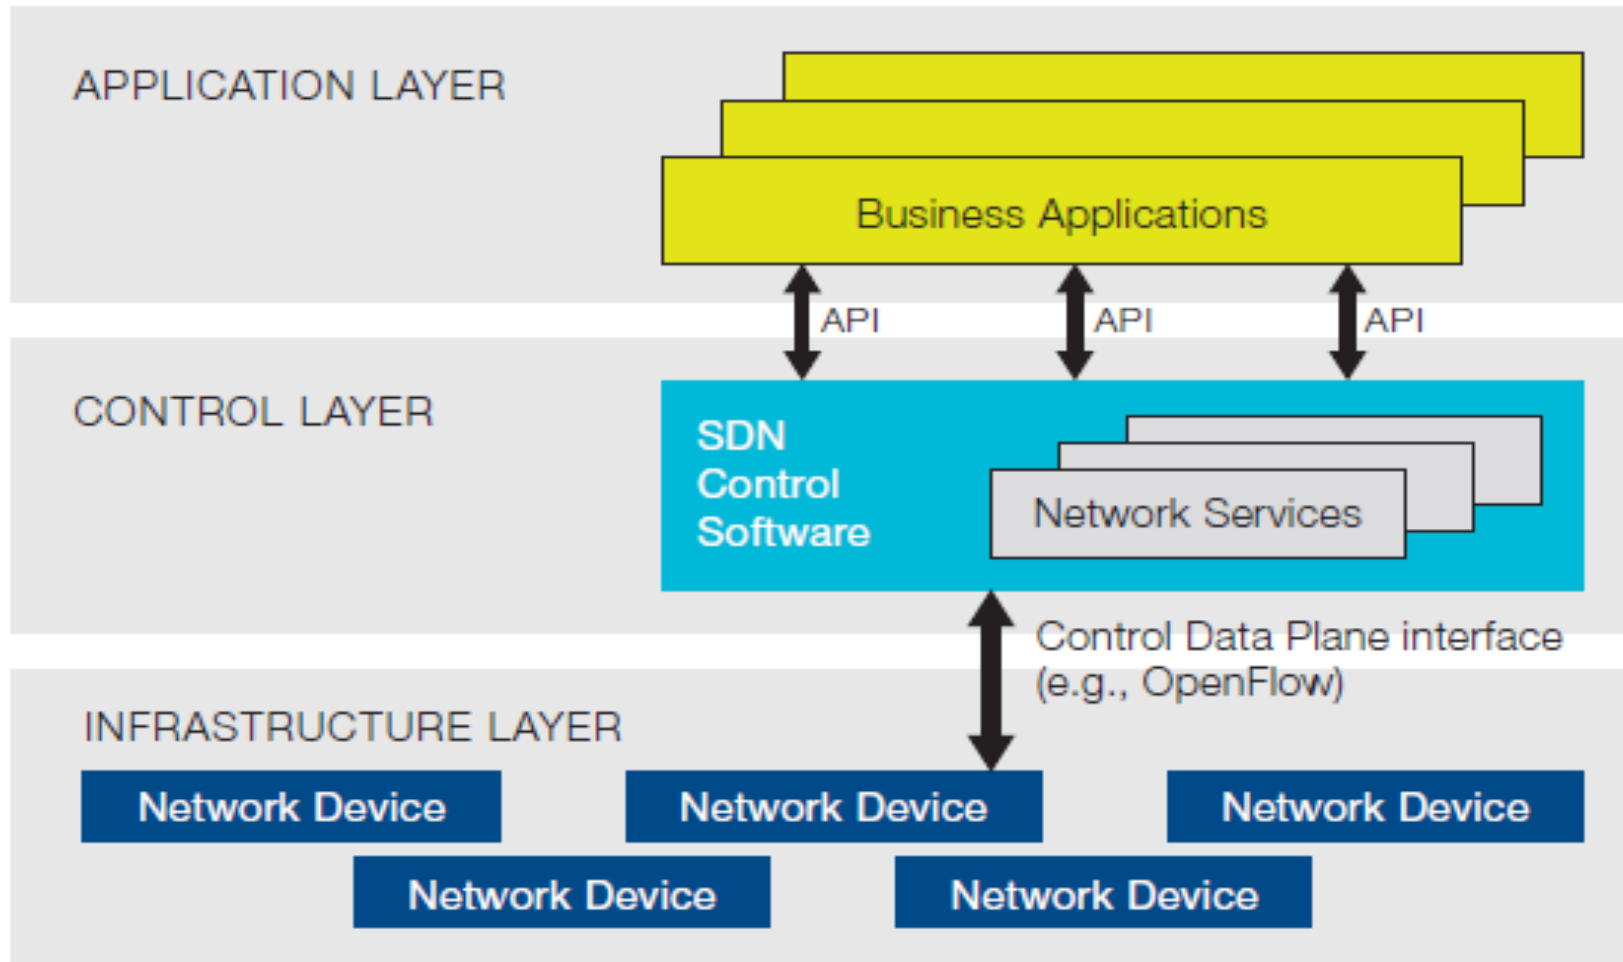 APPLICATION LAYER
Business Applications
API
API
API
CONTROL LAYER
SDN
Control
Software
Network Services
Control Data Plane interface
(e.g., OpenFlow)
INFRASTRUCTURE LAYER
Network Device
Network Device
Network Device
Network Device
Network Device